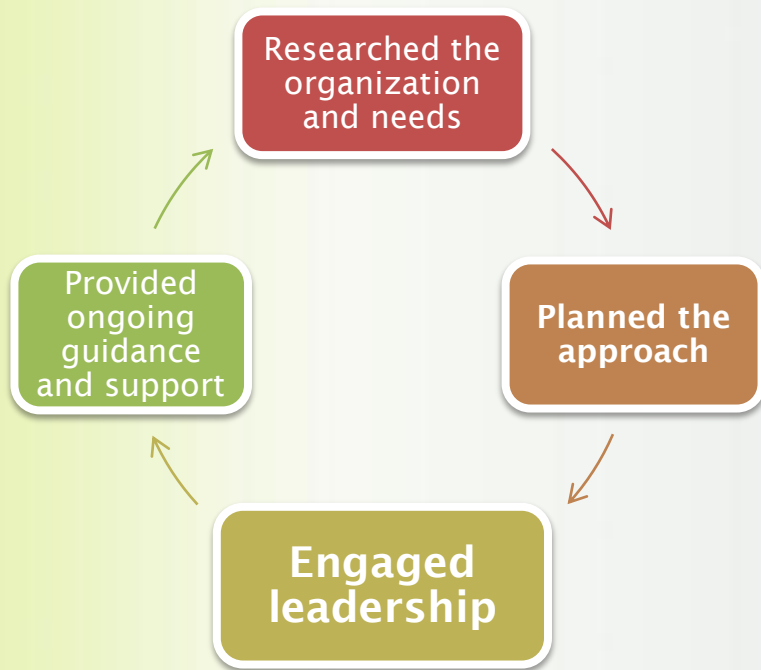 Researched the
organization
and needs
Planned the
approach
Engaged
leadership
Provided
ongoing
guidance
and support